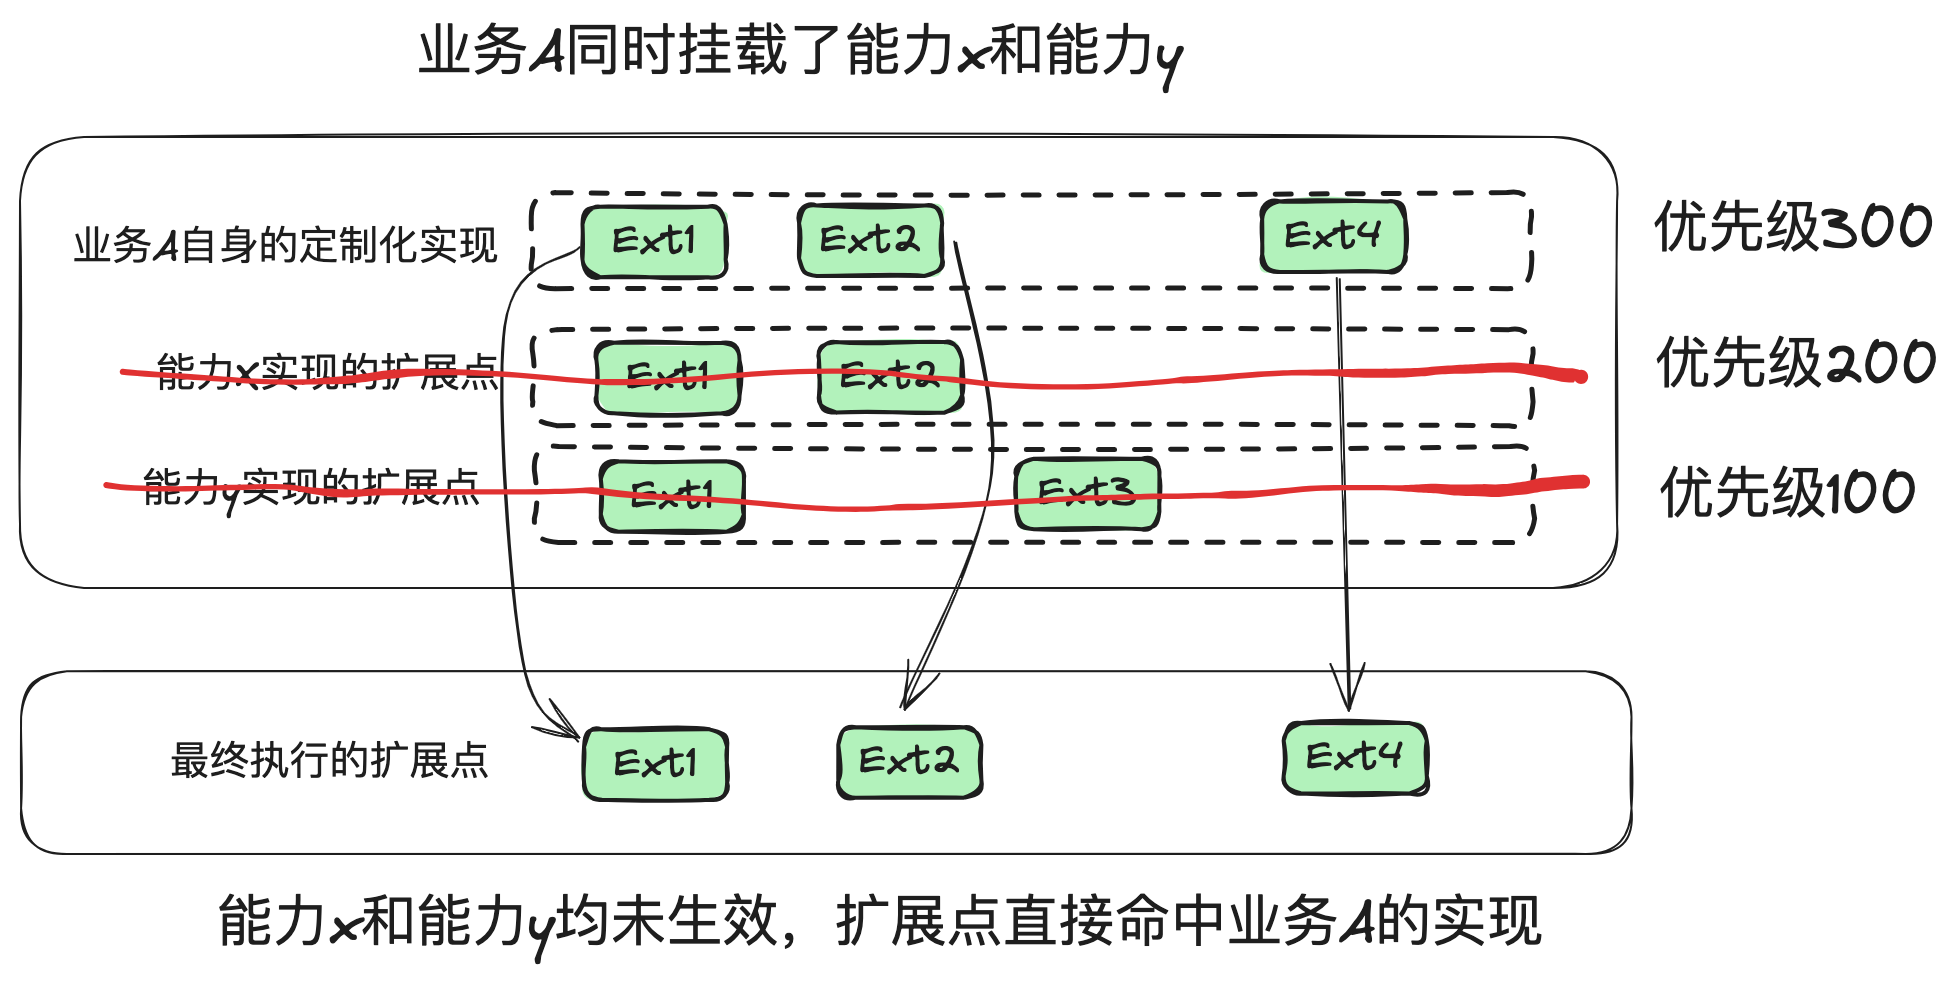 业务A同时挂载了能力x和能力y
业务A自身的定制化实现 Ext1 Ext2 Ext4 优先级300
能力x实现的扩展点 Ext1 Ext2 优先级200
能力y实现的扩展点 Ext1 Ext3 优先级100
最终执行的扩展点 Ext1 Ext2 Ext4
能力x和能力y均未生效，扩展点直接命中业务A的实现